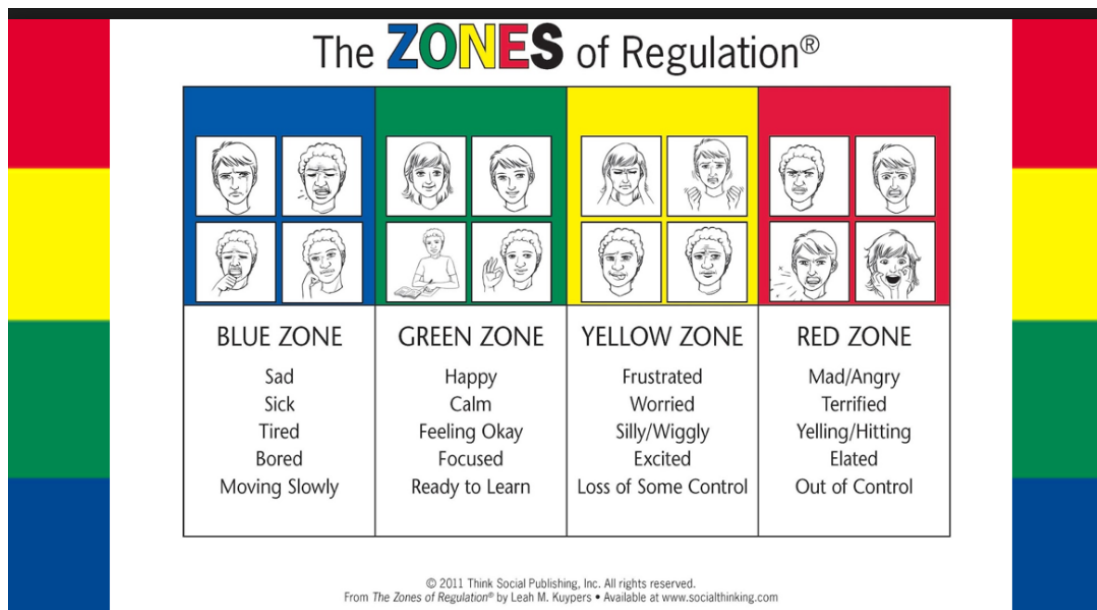 The ZONES of Regulation®
BLUE ZONE
Sad
Sick
Tired
Bored
Moving Slowly
GREEN ZONE
Happy
Calm
Feeling Okay
Focused
Ready to Learn
YELLOW ZONE
Frustrated
Worried
Silly/Wiggly
Excited
Loss of Some Control
RED ZONE
Mad/Angry
Terrified
Yelling/Hitting
Elated
Out of Control
© 2011 Think Social Publishing, Inc. All rights reserved.
From The Zones of Regulation® by Leah M. Kuypers • Available at www.socialthinking.com